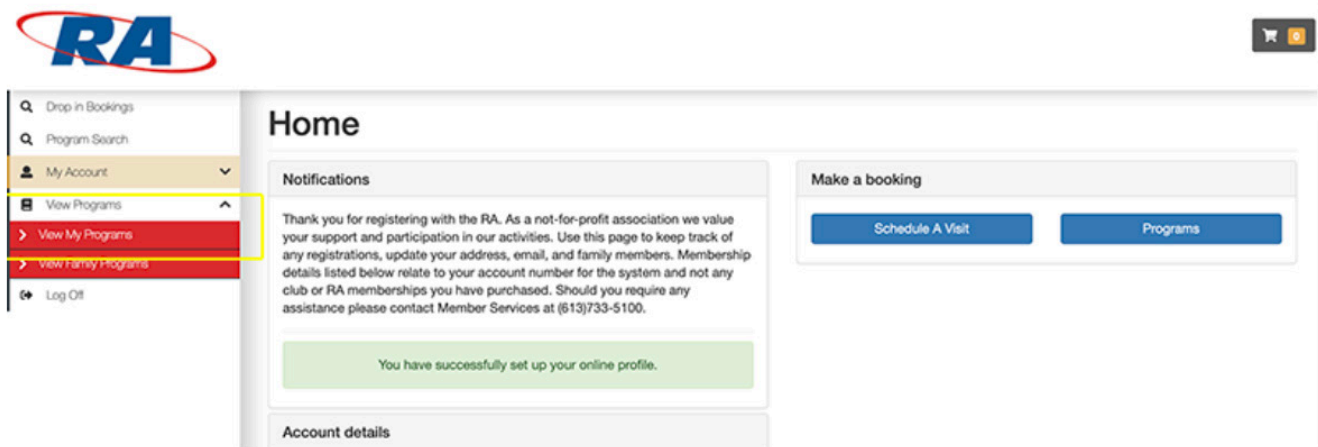 RA
0
Drop in Bookings
Program Search
My Account
View Programs
View My Programs
View Family Programs
Log Off
Home
Notifications
Thank you for registering with the RA. As a not-for-profit association we value
your support and participation in our activities. Use this page to keep track of
any registrations, update your address, email, and family members. Membership
details listed below relate to your account number for the system and not any
club or RA memberships you have purchased. Should you require any
assistance please contact Member Services at (613)733-5100.
You have successfully set up your online profile.
Account details
Make a booking
Schedule A Visit
Programs